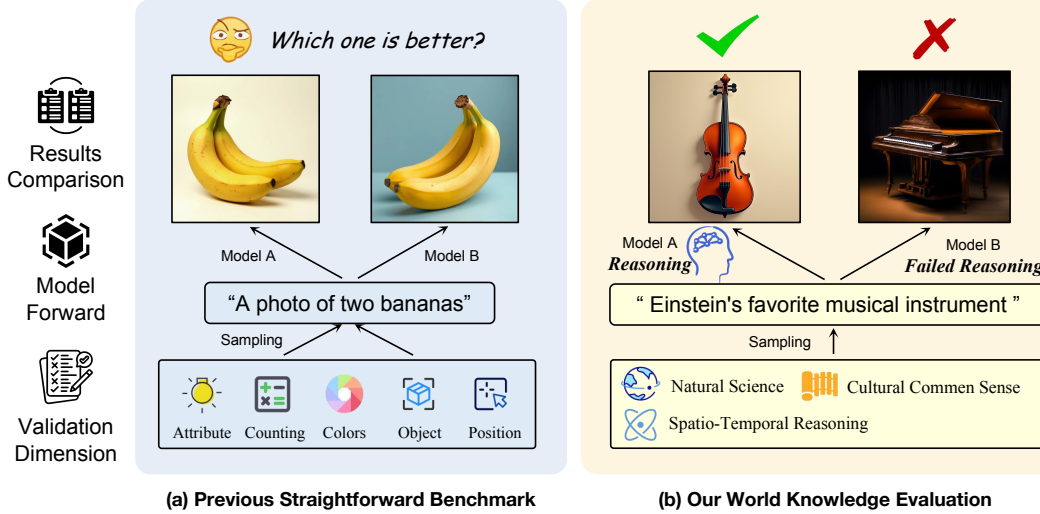 Which one is better?
Results
Comparison
Model A
Model B
Model A
Reasoning
Model B
Failed Reasoning
Model
Forward
“A photo of two bananas”
“ Einstein's favorite musical instrument ”
Sampling
Sampling
Validation
Dimension
Attribute
Counting
Colors
Object
Position
Natural Science
Cultural Commen Sense
Spatio-Temporal Reasoning
(a) Previous Straightforward Benchmark
(b) Our World Knowledge Evaluation